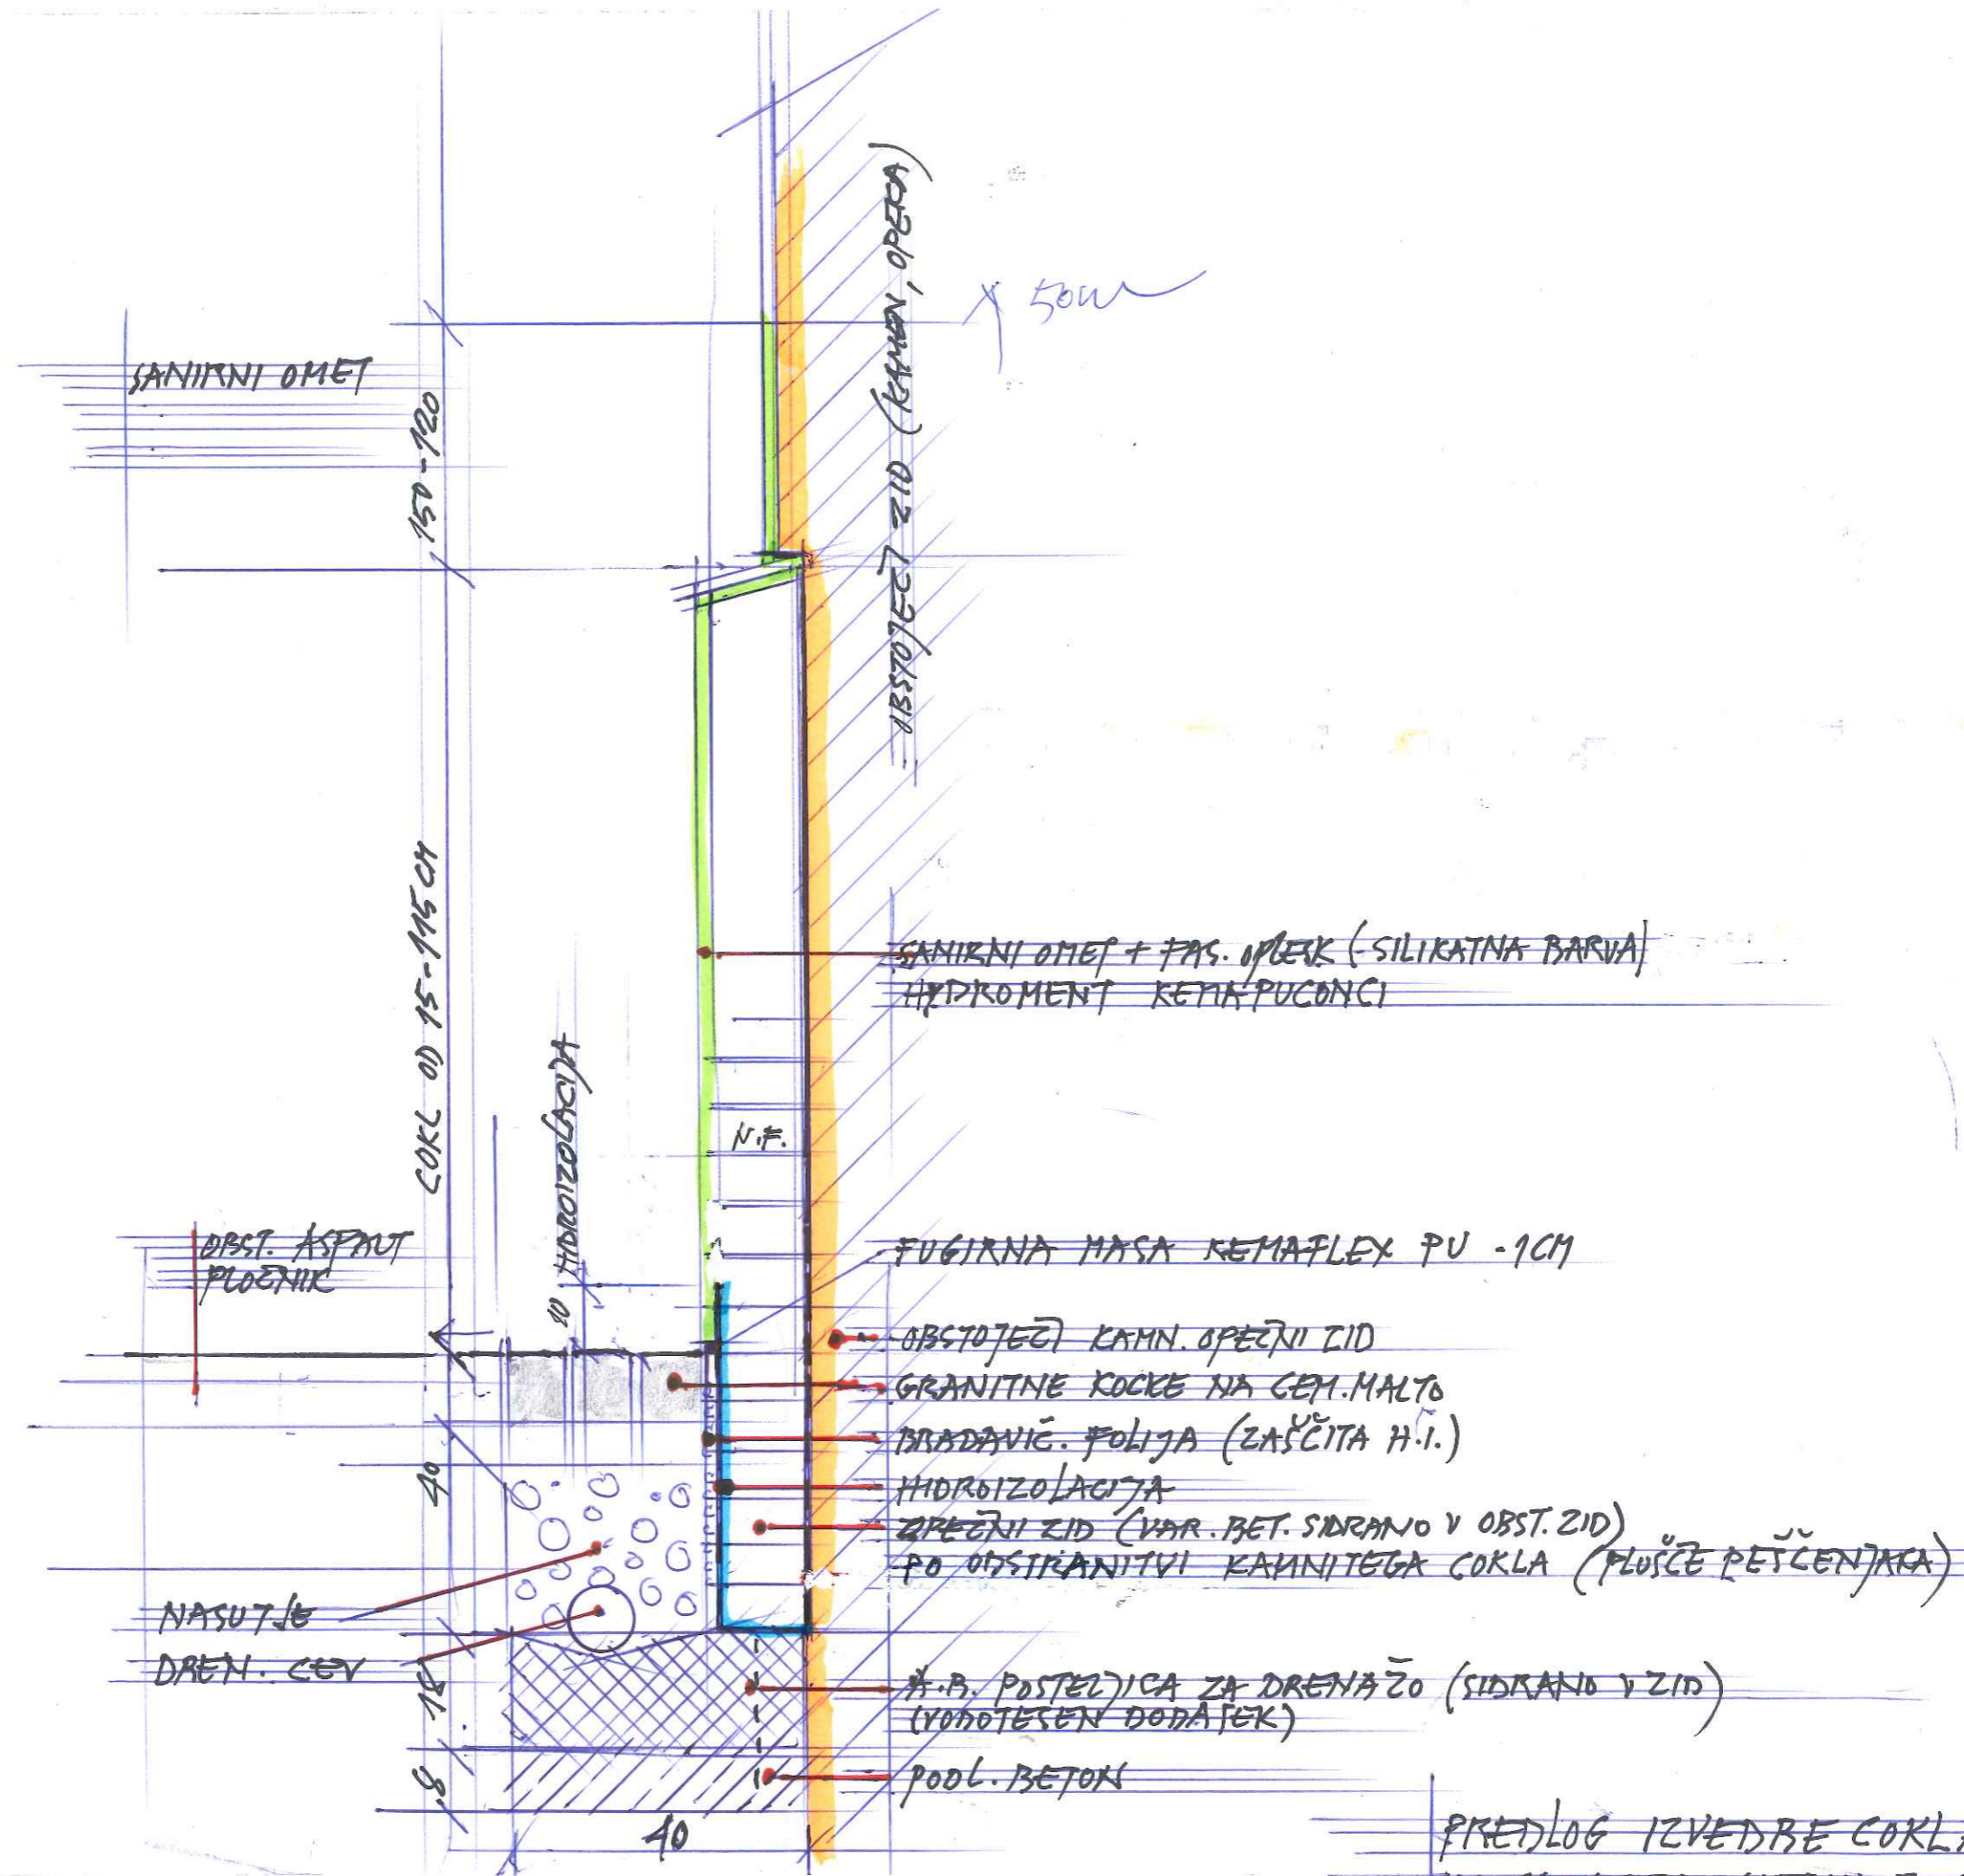 OBSTOJEČI ZID (KAMEN, OPEKA)
50cm
SANIRNI OMET
150-120
COKL OD 15-115 CM
SANIRNI OMET + FAS. OPLESK (SILIKATNA BARVA)
HYDROMENT KEMA PUCONCI
10 HIDROIZOLACIJA
N.F.
OBST. ASFALT
PLOČNIK
FUGIRNA MASA KEMAFLEX PU -1CM
OBSTOJEČI KAMN. OPEČNI ZID
GRANITNE KOCKE NA CEM. MALTO
BRADAVIČ. FOLIJA (ZAŠČITA H.I.)
HIDROIZOLACIJA
OPEČNI ZID (VAR. BET. SIDRANO V OBST. ZID)
PO ODSTRANITVI KAMNITEGA COKLA (PLOŠČE PEŠČENJAKA)
40
NASUTJE
DREN. CEV
18
A.B. POSTELJICA ZA DRENAŽO (SIDRANO V ZID)
(VODOTESEN DODATEK)
8
PODL. BETON
40
PREDLOG IZVEDBE COKL